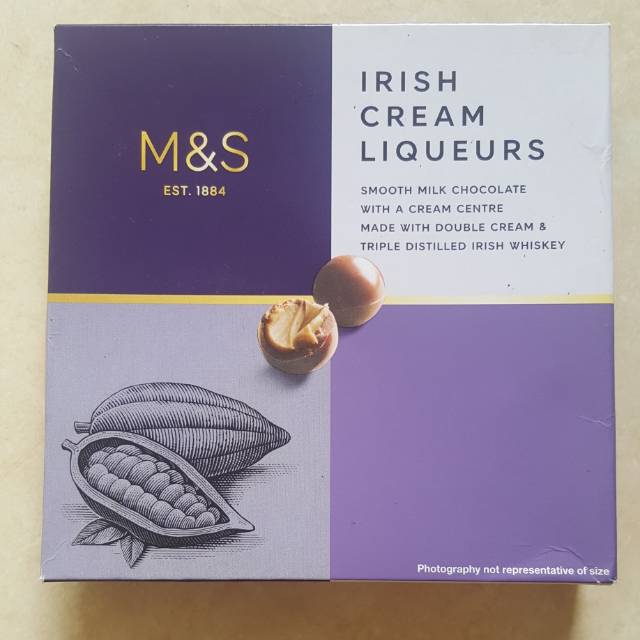 M&S
EST. 1884
IRISH
CREAM
LIQUEURS
SMOOTH MILK CHOCOLATE
WITH A CREAM CENTRE
MADE WITH DOUBLE CREAM &
TRIPLE DISTILLED IRISH WHISKEY
Photography not representative of size